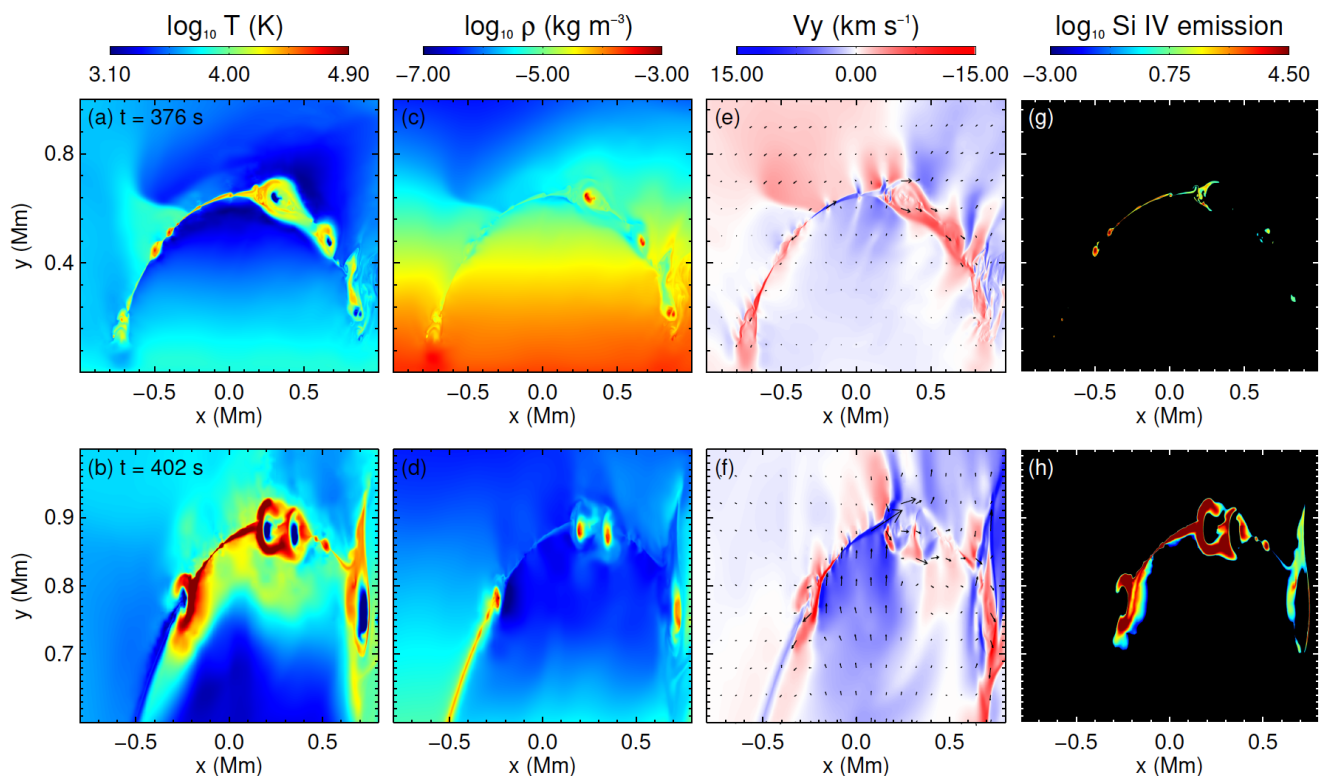 log₁₀ T (K) log₁₀ ρ (kg m⁻³) Vy (km s⁻¹) log₁₀ Si IV emission
3.10 4.00 4.90 −7.00 −5.00 −3.00 15.00 0.00 −15.00 −3.00 0.75 4.50
(a) t = 376 s (c) (e) (g)
0.8
y (Mm)
0.4
−0.5 0.0 0.5 −0.5 0.0 0.5 −0.5 0.0 0.5 −0.5 0.0 0.5
x (Mm) x (Mm) x (Mm) x (Mm)
(b) t = 402 s (d) (f) (h)
0.9
y (Mm)
0.8
0.7
−0.5 0.0 0.5 −0.5 0.0 0.5 −0.5 0.0 0.5 −0.5 0.0 0.5
x (Mm) x (Mm) x (Mm) x (Mm)